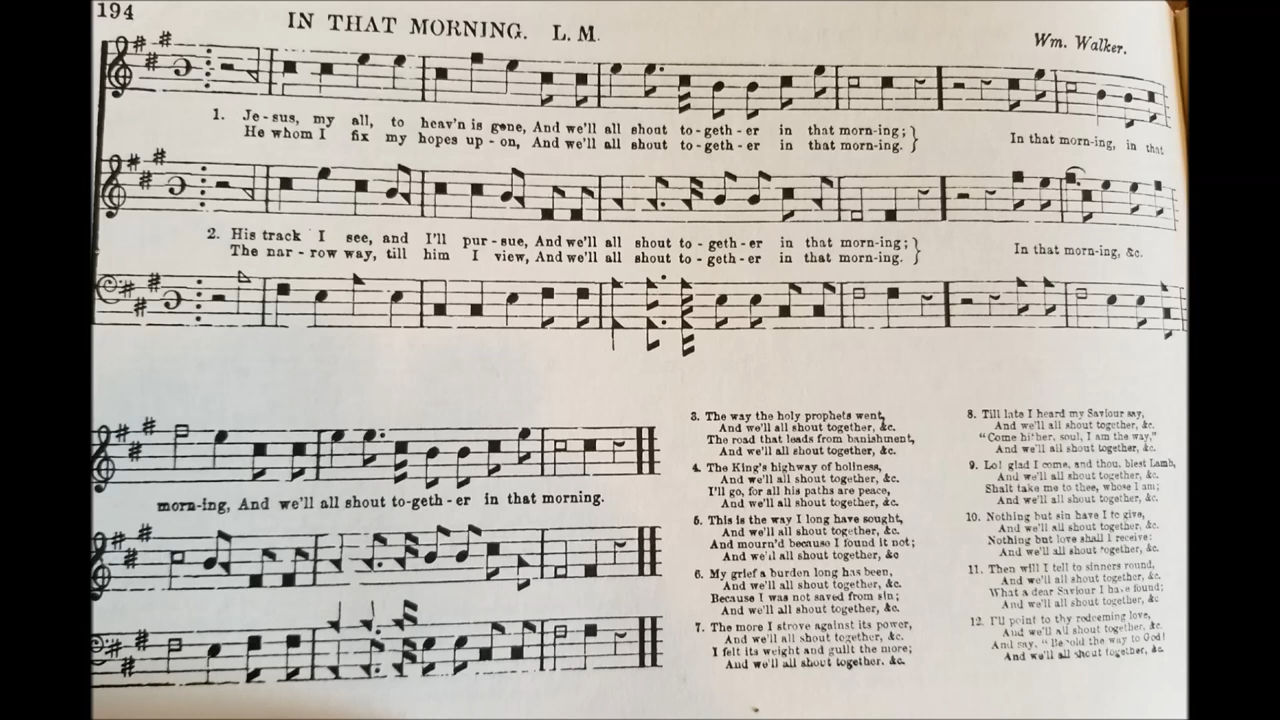 194
IN THAT MORNING. L. M.
Wm. Walker.
1. Je - sus, my all, to heav'n is gone, And we'll all shout to - geth - er in that morn-ing;
He whom I fix my hopes up - on, And we'll all shout to - geth - er in that morn-ing.
In that morn-ing, in that
2. His track I see, and I'll pur - sue, And we'll all shout to - geth - er in that morn-ing;
The nar - row way, till him I view, And we'll all shout to - geth - er in that morn-ing.
In that morn-ing, &c.
morn-ing, And we'll all shout to-geth - er in that morning.
3. The way the holy prophets went,
And we'll all shout together, &c.
The road that leads from banishment,
And we'll all shout together, &c.
4. The King's highway of holiness,
And we'll all shout together, &c.
I'll go, for all his paths are peace,
And we'll all shout together, &c.
5. This is the way I long have sought,
And we'll all shout together, &c.
And mourn'd because I found it not;
And we'll all shout together, &c
6. My grief a burden long has been,
And we'll all shout together, &c.
Because I was not saved from sin;
And we'll all shout together, &c.
7. The more I strove against its power,
And we'll all shout together, &c.
I felt its weight and guilt the more;
And we'll all shout together, &c.
8. Till late I heard my Saviour say,
And we'll all shout together, &c.
"Come hither, soul, I am the way,"
And we'll all shout together, &c.
9. Lo! glad I come, and thou, blest Lamb,
And we'll all shout together, &c.
Shalt take me to thee, whose I am;
And we'll all shout together, &c.
10. Nothing but sin have I to give,
And we'll all shout together, &c.
Nothing but love shall I receive:
And we'll all shout together, &c.
11. Then will I tell to sinners round,
And we'll all shout together, &c.
What a dear Saviour I have found;
And we'll all shout together, &c
12. I'll point to thy redeeming love,
And we'll all shout together, &c.
And say, "Behold the way to God!
And we'll all shout together, &c.